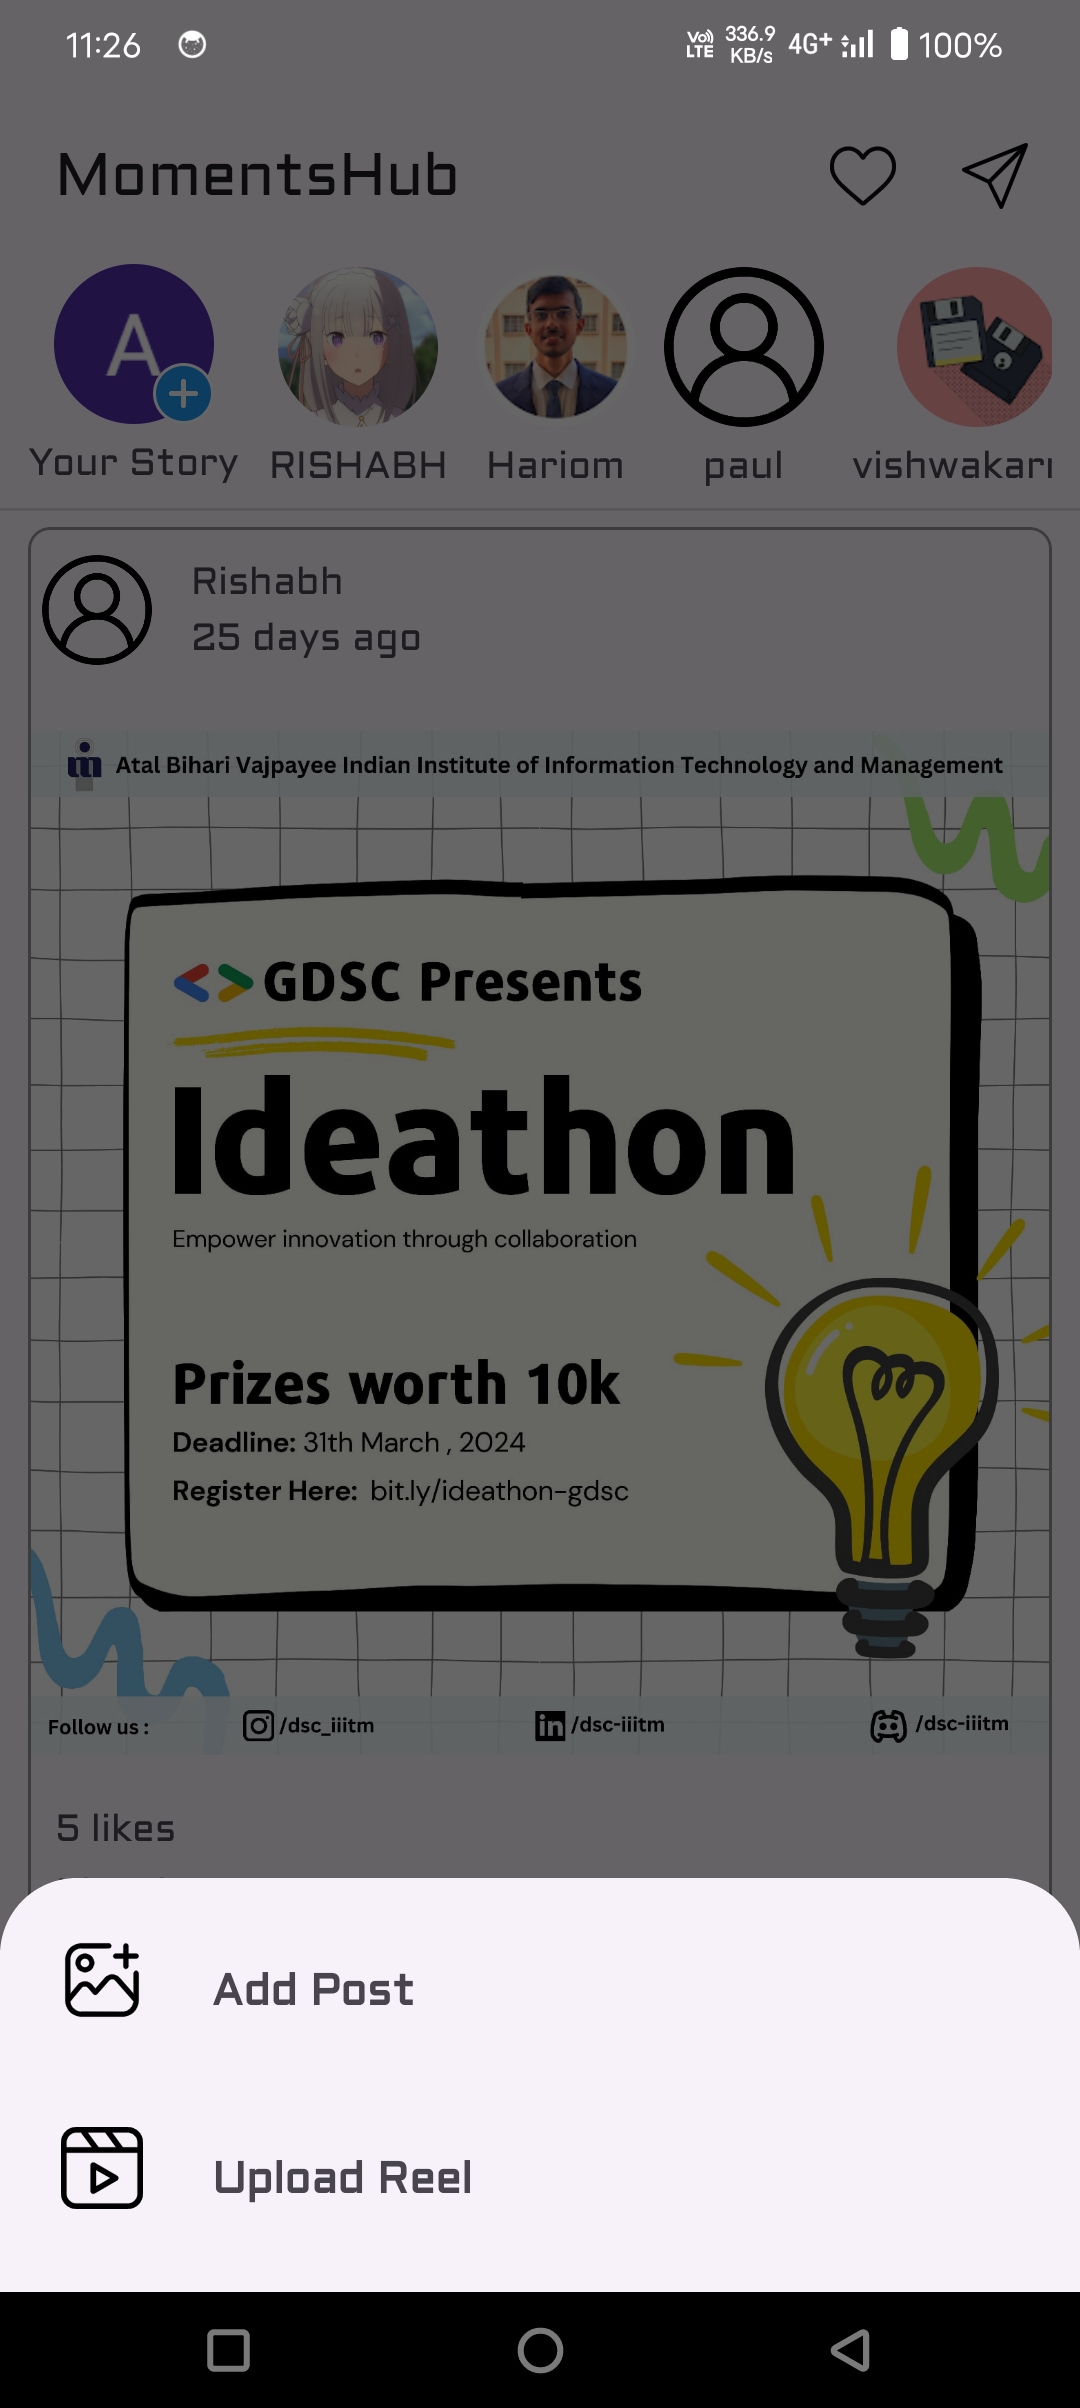 11:26
Vo)) LTE 336.9 KB/s 4G+ 100%
MomentsHub
A
Your Story RISHABH Hariom paul vishwakarı
Rishabh
25 days ago
Atal Bihari Vajpayee Indian Institute of Information Technology and Management
GDSC Presents
Ideathon
Empower innovation through collaboration
Prizes worth 10k
Deadline: 31th March , 2024
Register Here: bit.ly/ideathon-gdsc
Follow us : /dsc_iiitm in /dsc-iiitm /dsc-iiitm
5 likes
Add Post
Upload Reel